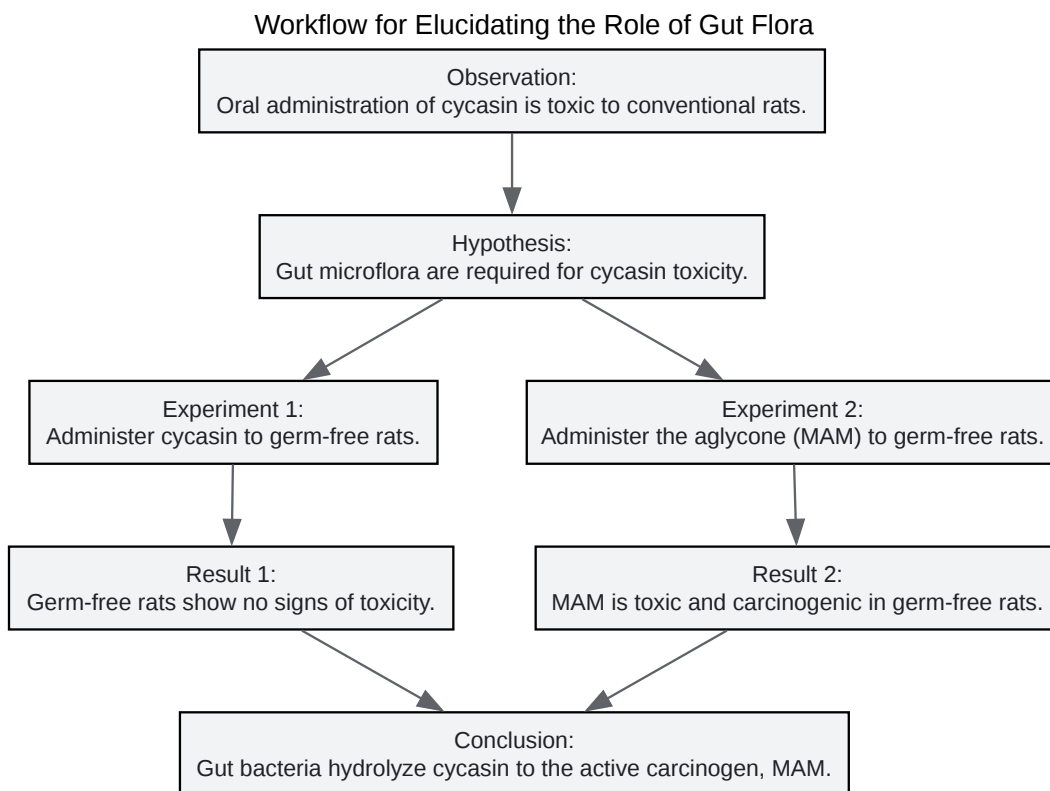 Workflow for Elucidating the Role of Gut Flora
Observation:
Oral administration of cycasin is toxic to conventional rats.
Hypothesis:
Gut microflora are required for cycasin toxicity.
Experiment 1:
Administer cycasin to germ-free rats.
Experiment 2:
Administer the aglycone (MAM) to germ-free rats.
Result 1:
Germ-free rats show no signs of toxicity.
Result 2:
MAM is toxic and carcinogenic in germ-free rats.
Conclusion:
Gut bacteria hydrolyze cycasin to the active carcinogen, MAM.